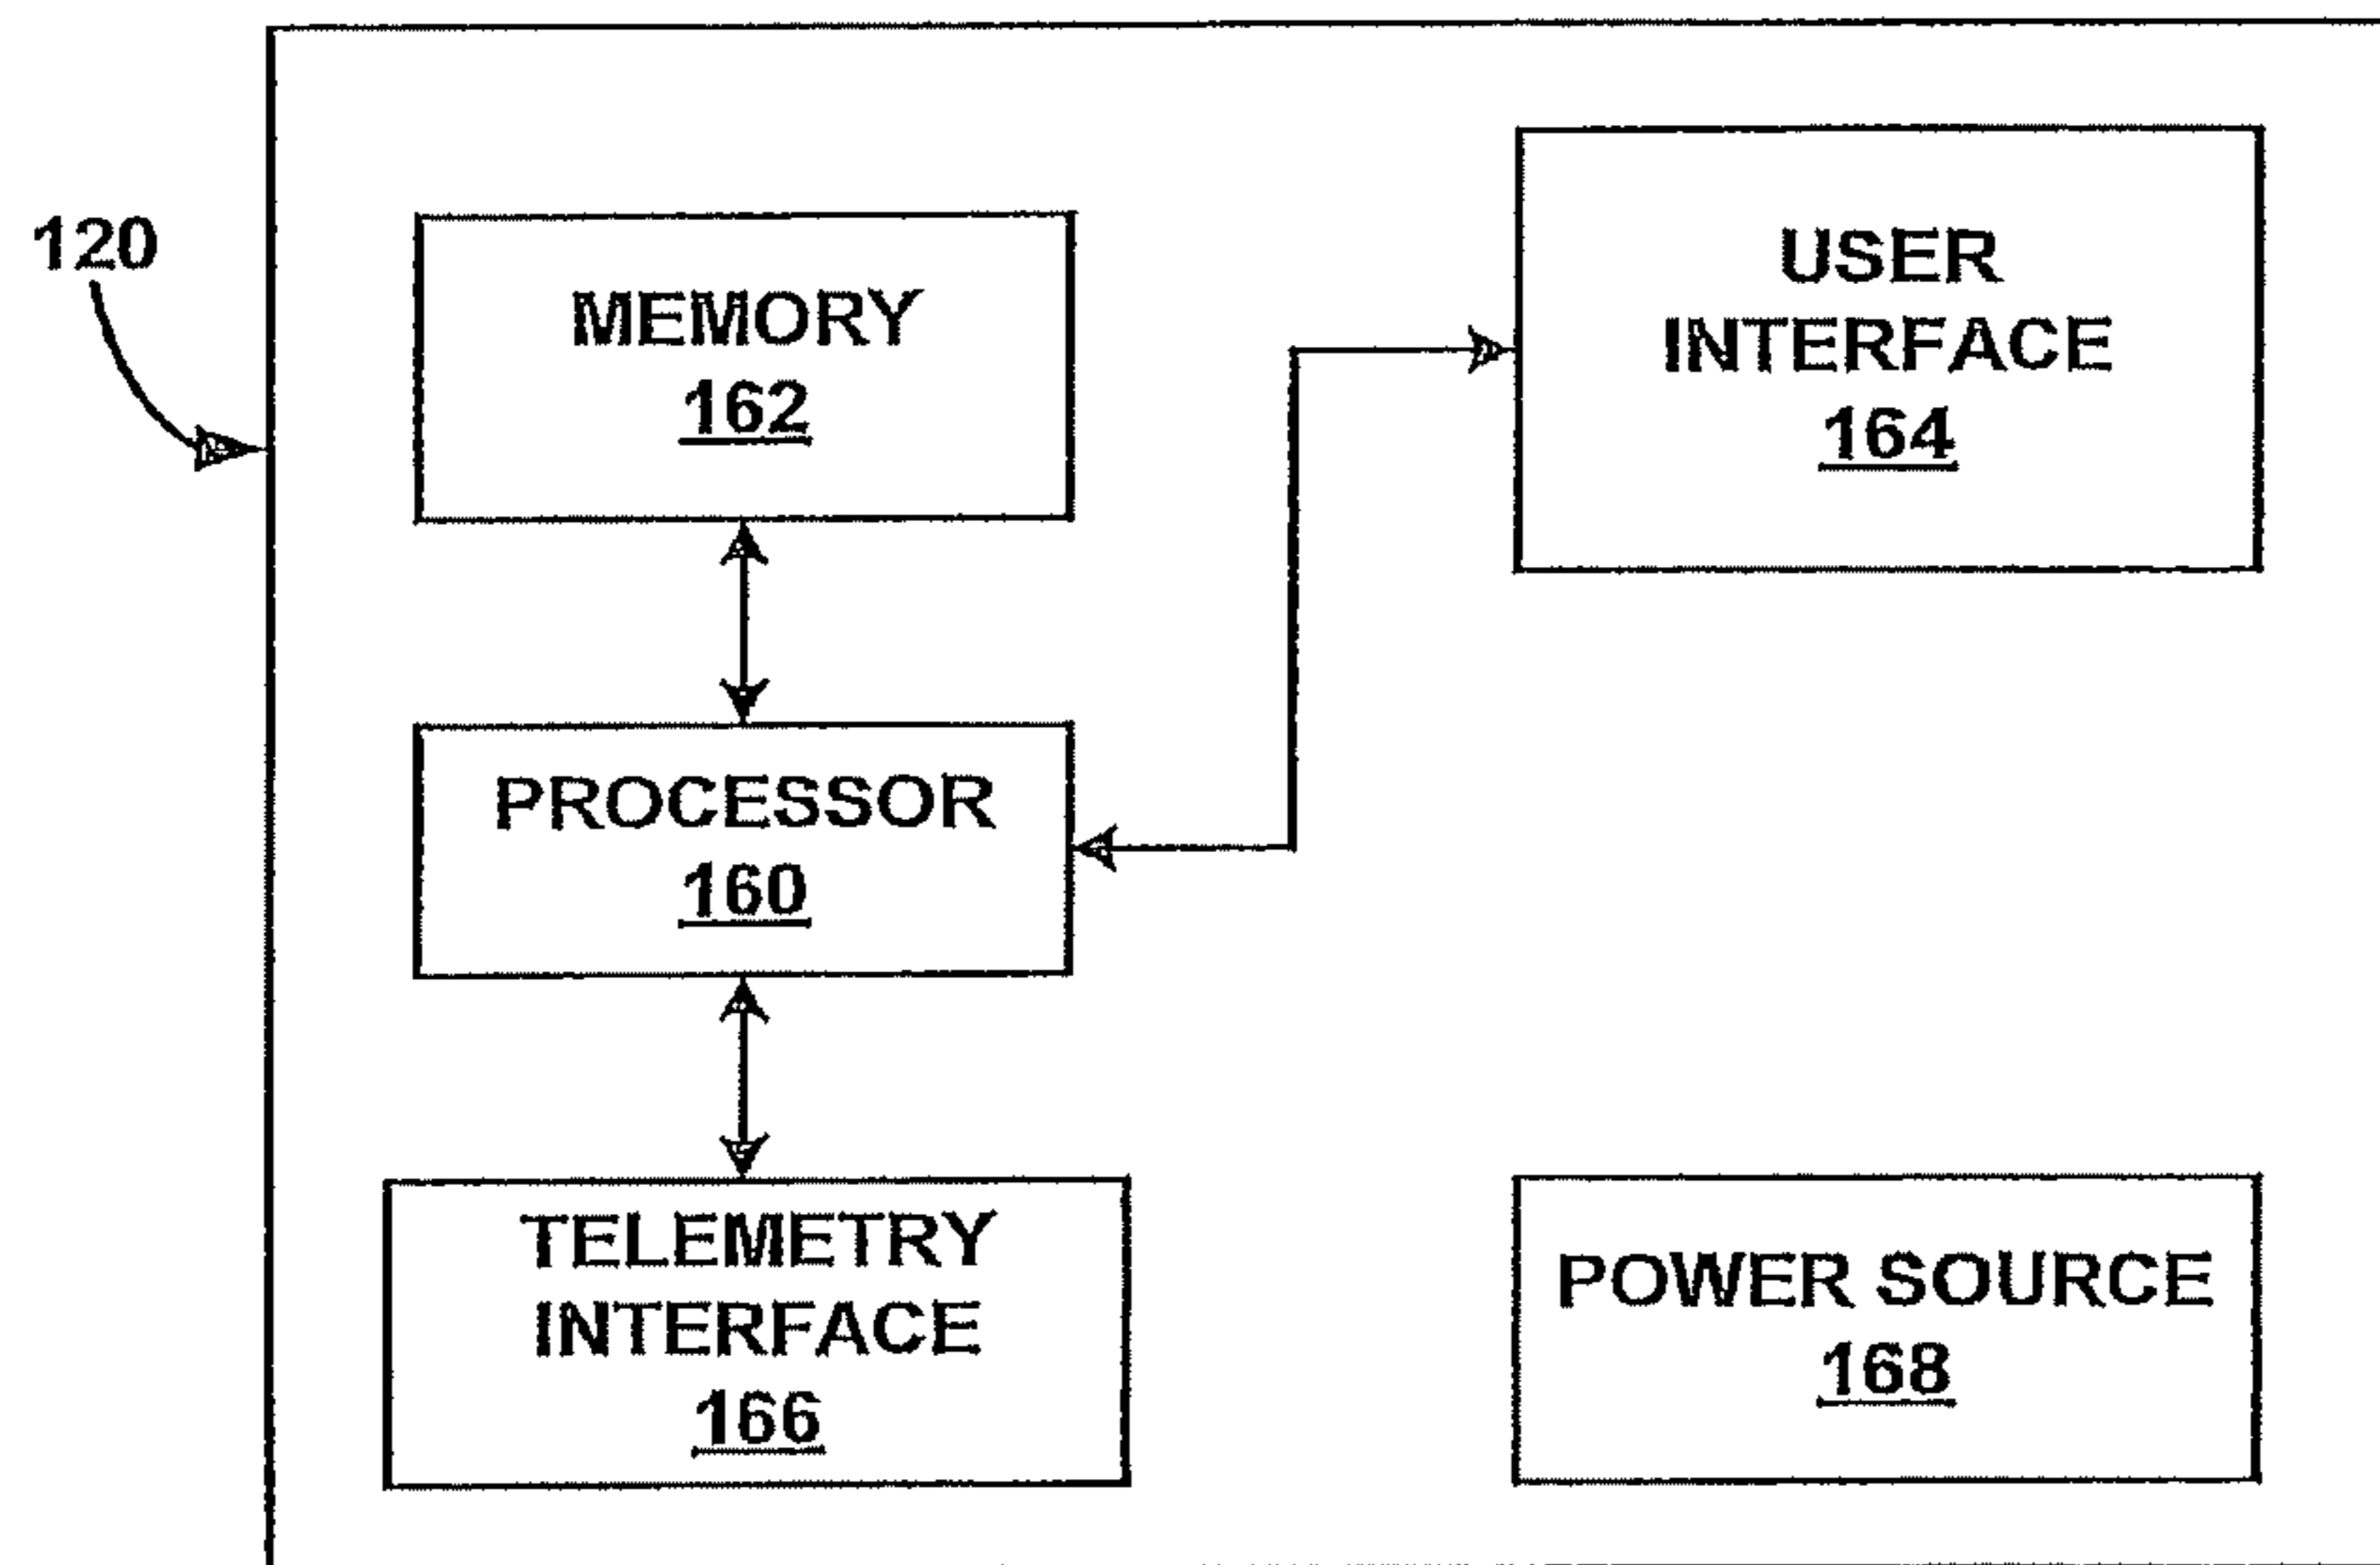 120
MEMORY
162
USER
INTERFACE
164
PROCESSOR
160
TELEMETRY
INTERFACE
166
POWER SOURCE
168